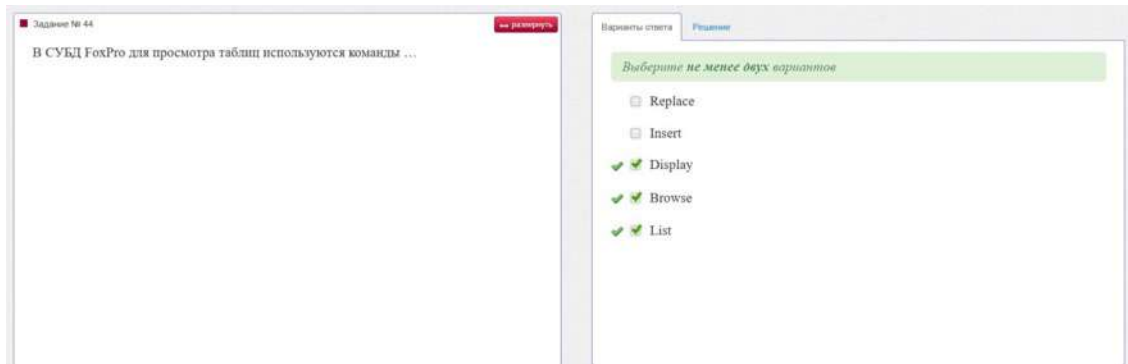 Задание № 44
развернуть
В СУБД FoxPro для просмотра таблиц используются команды …
Варианты ответа
Решение
Выберите не менее двух вариантов
Replace
Insert
Display
Browse
List